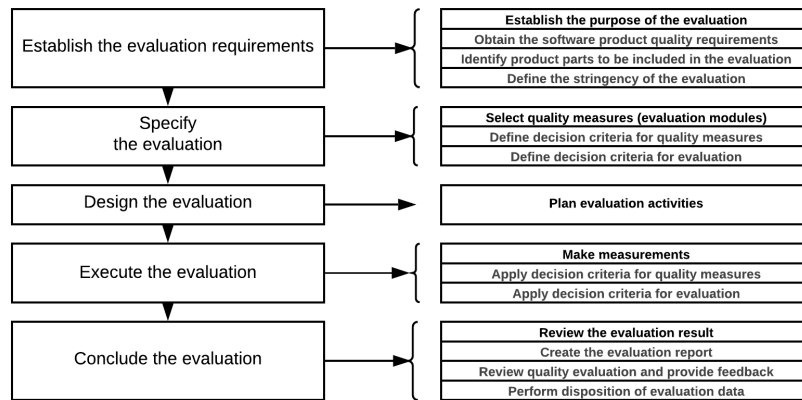 Establish the evaluation requirements
Establish the purpose of the evaluation
Obtain the software product quality requirements
Identify product parts to be included in the evaluation
Define the stringency of the evaluation
Specify
the evaluation
Select quality measures (evaluation modules)
Define decision criteria for quality measures
Define decision criteria for evaluation
Design the evaluation
Plan evaluation activities
Execute the evaluation
Make measurements
Apply decision criteria for quality measures
Apply decision criteria for evaluation
Conclude the evaluation
Review the evaluation result
Create the evaluation report
Review quality evaluation and provide feedback
Perform disposition of evaluation data